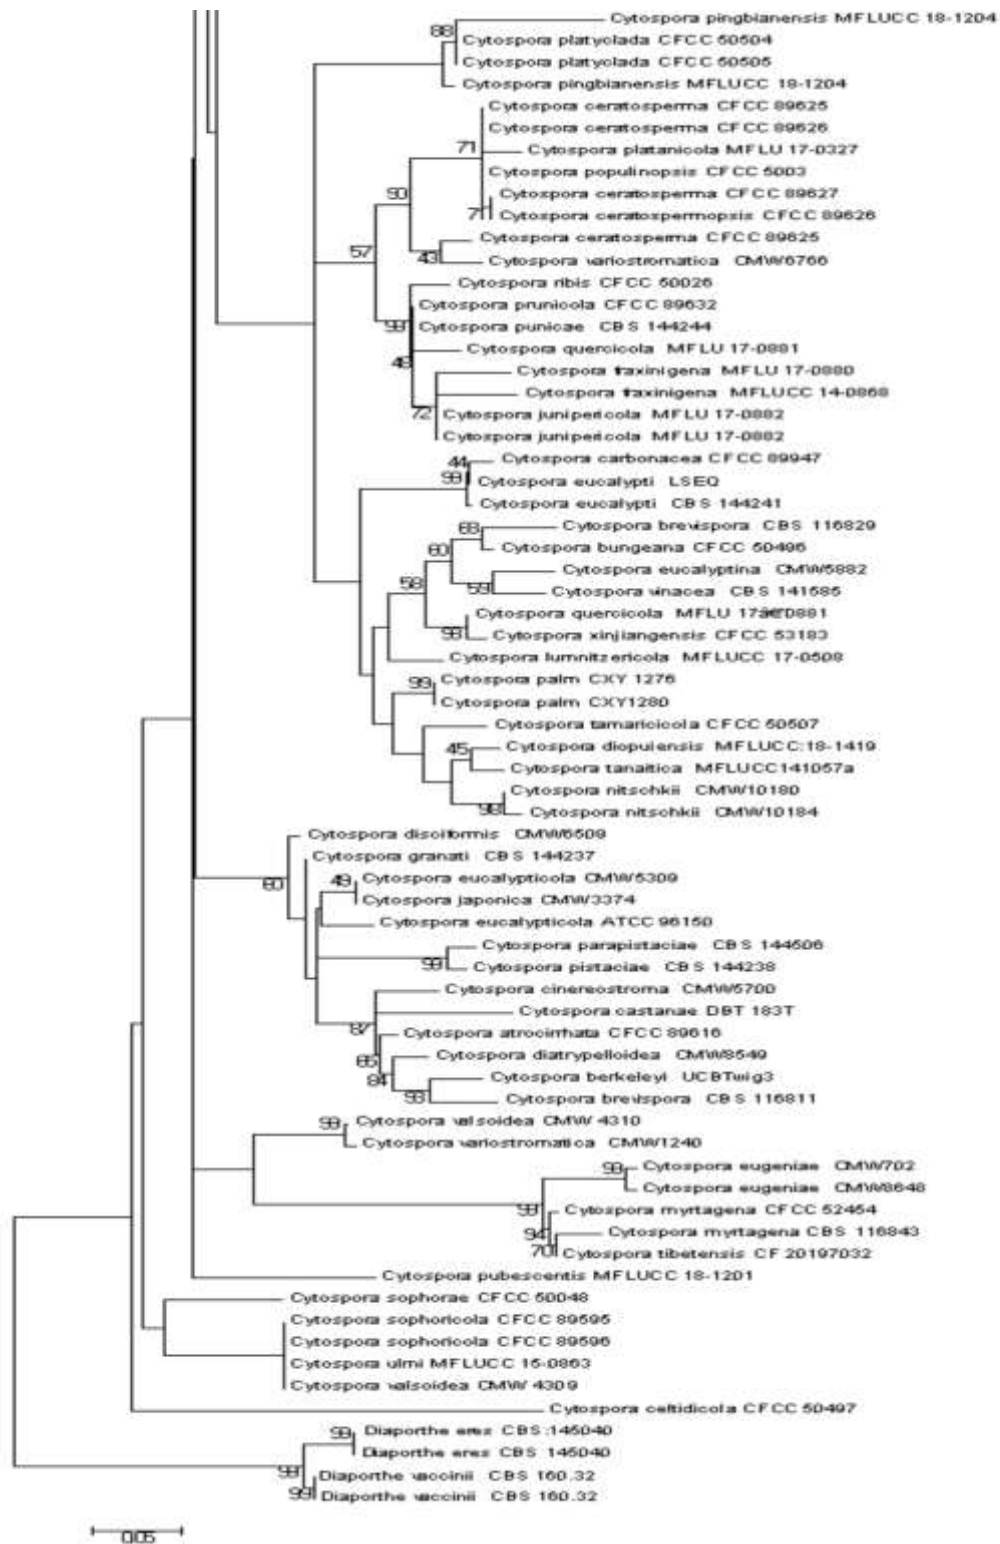 Cytospora pingbianensis MFLUCC 18-1204
88
Cytospora platyclada CFCC 50504
Cytospora platyclada CFCC 50505
Cytospora pingbianensis MFLUCC 18-1204
Cytospora ceratosperma CFCC 89625
Cytospora ceratosperma CFCC 89626
71
Cytospora platanicola MFLU 17-0327
Cytospora populinopsis CFCC 5003
90
Cytospora ceratosperma CFCC 89627
7
Cytospora ceratospermopsis CFCC 89626
Cytospora ceratosperma CFCC 89625
57
43
Cytospora variostromatica CMW6766
Cytospora ribis CFCC 50026
Cytospora prunicola CFCC 89632
98
Cytospora punicae CBS 144244
Cytospora quercicola MFLU 17-0881
48
Cytospora fraxinigena MFLU 17-0880
Cytospora fraxinigena MFLUCC 14-0868
72
Cytospora junipericola MFLU 17-0882
Cytospora junipericola MFLU 17-0882
44
Cytospora carbonacea CFCC 89947
98
Cytospora eucalypti LSEQ
Cytospora eucalypti CBS 144241
68
Cytospora brevispora CBS 116829
60
Cytospora bungeana CFCC 50495
Cytospora eucalyptina CMW5882
58
59
Cytospora vinacea CBS 141585
Cytospora quercicola MFLU 17â€0881
98
Cytospora xinjiangensis CFCC 53183
Cytospora lumnitzericola MFLUCC 17-0508
99
Cytospora palm CXY 1276
Cytospora palm CXY1280
Cytospora tamaricicola CFCC 50507
45
Cytospora diopuiensis MFLUCC:18-1419
Cytospora tanaitica MFLUCC141057a
Cytospora nitschkii CMW10180
98
Cytospora nitschkii CMW10184
Cytospora disciformis CMW6509
Cytospora granati CBS 144237
60
49
Cytospora eucalypticola CMW5309
Cytospora japonica CMW3374
Cytospora eucalypticola ATCC 96150
Cytospora parapistaciae CBS 144506
99
Cytospora pistaciae CBS 144238
Cytospora cinereostroma CMW5700
Cytospora castanae DBT 183T
87
Cytospora atrocirrhata CFCC 89616
85
Cytospora diatrypelloidea CMW8549
84
Cytospora berkeleyi UCBTwig3
98
Cytospora brevispora CBS 116811
99
Cytospora valsoidea CMW 4310
Cytospora variostromatica CMW1240
99
Cytospora eugeniae CMW702
Cytospora eugeniae CMW8648
99
Cytospora myrtagena CFCC 52454
94
Cytospora myrtagena CBS 116843
70
Cytospora tibetensis CF 20197032
Cytospora pubescentis MFLUCC 18-1201
Cytospora sophorae CFCC 50048
Cytospora sophoricola CFCC 89595
Cytospora sophoricola CFCC 89596
Cytospora ulmi MFLUCC 15-0863
Cytospora valsoidea CMW 4309
Cytospora celtidicola CFCC 50497
99
Diaporthe eres CBS:145040
Diaporthe eres CBS 145040
98
Diaporthe vaccinii CBS 160.32
99
Diaporthe vaccinii CBS 160.32
0.05